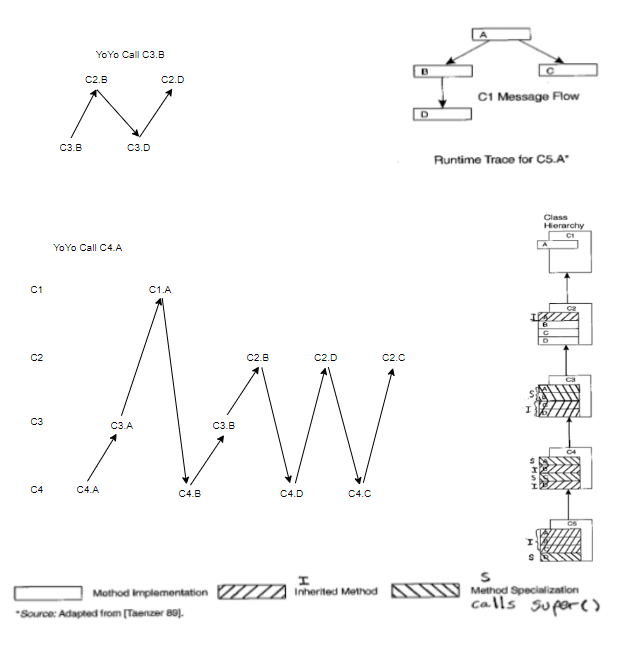 YoYo Call C3.B
C2.B C2.D
C3.B C3.D
A
B C
C1 Message Flow
D
Runtime Trace for C5.A*
YoYo Call C4.A
C1 C1.A
C2 C2.B C2.D C2.C
C3 C3.A C3.B
C4 C4.A C4.B C4.D C4.C
Class
Hierarchy
C1
A
C2
I A
B
C
D
C3
S
I
C4
S
I
S
I
C5
I
S
I S
Method Implementation Inherited Method Method Specialization
calls super()
*Source: Adapted from [Taenzer 89].